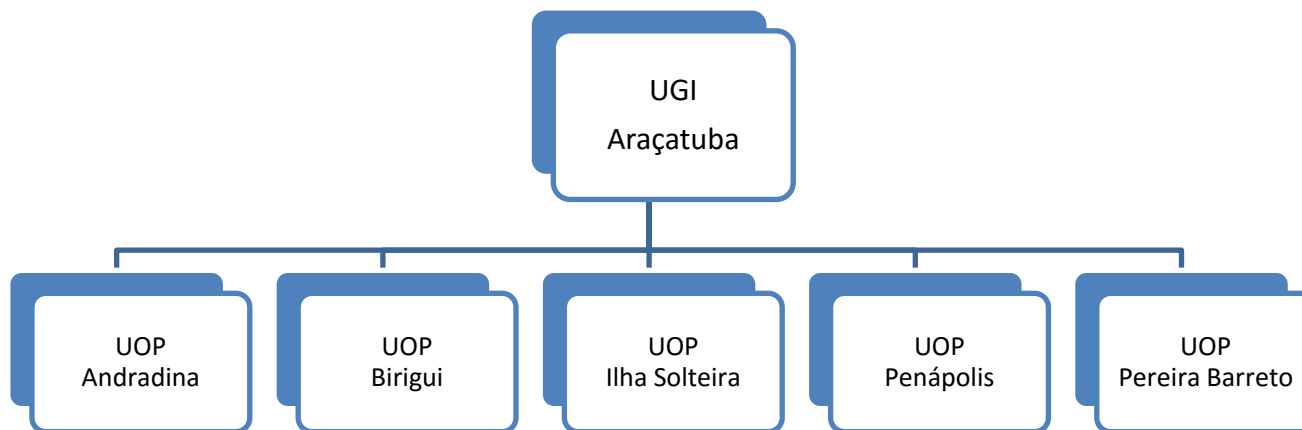 UGI
Araçatuba
UOP
Andradina
UOP
Birigui
UOP
Ilha Solteira
UOP
Penápolis
UOP
Pereira Barreto